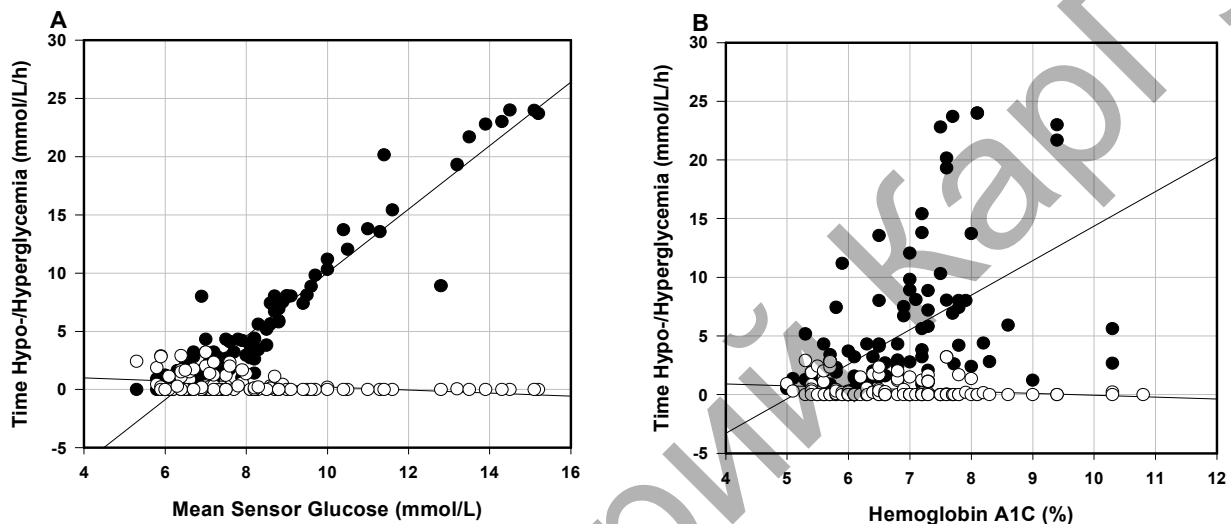 A
Time Hypo-/Hyperglycemia (mmol/L/h)
30
25
20
15
10
5
0
-5
4 6 8 10 12 14 16
Mean Sensor Glucose (mmol/L)
B
Time Hypo-/Hyperglycemia (mmol/L/h)
30
25
20
15
10
5
0
-5
4 5 6 7 8 9 10 11 12
Hemoglobin A1C (%)